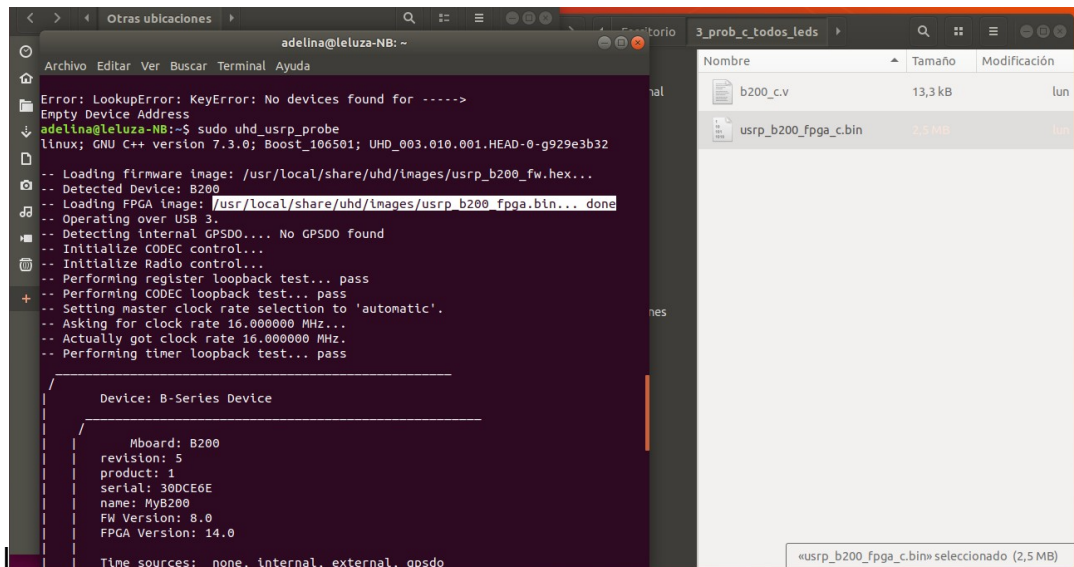 Otras ubicaciones
adelina@leluza-NB: ~
Archivo Editar Ver Buscar Terminal Ayuda
Error: LookupError: KeyError: No devices found for ----->
Empty Device Address
adelina@leluza-NB:~$ sudo uhd_usrp_probe
linux; GNU C++ version 7.3.0; Boost_106501; UHD_003.010.001.HEAD-0-g929e3b32
-- Loading firmware image: /usr/local/share/uhd/images/usrp_b200_fw.hex...
-- Detected Device: B200
-- Loading FPGA image: /usr/local/share/uhd/images/usrp_b200_fpga.bin... done
-- Operating over USB 3.
-- Detecting internal GPSDO.... No GPSDO found
-- Initialize CODEC control...
-- Initialize Radio control...
-- Performing register loopback test... pass
-- Performing CODEC loopback test... pass
-- Setting master clock rate selection to 'automatic'.
-- Asking for clock rate 16.000000 MHz...
-- Actually got clock rate 16.000000 MHz.
-- Performing timer loopback test... pass
_____________________________________________________
/
| Device: B-Series Device
| _____________________________________________________
| /
| | Mboard: B200
| | revision: 5
| | product: 1
| | serial: 30DCE6E
| | name: MyB200
| | FW Version: 8.0
| | FPGA Version: 14.0
| |
| | Time sources: none, internal, external, gpsdo
3_prob_c_todos_leds
Nombre Tamaño Modificación
b200_c.v 13,3 kB lun
usrp_b200_fpga_c.bin 2,5 MB lun
«usrp_b200_fpga_c.bin» seleccionado (2,5 MB)